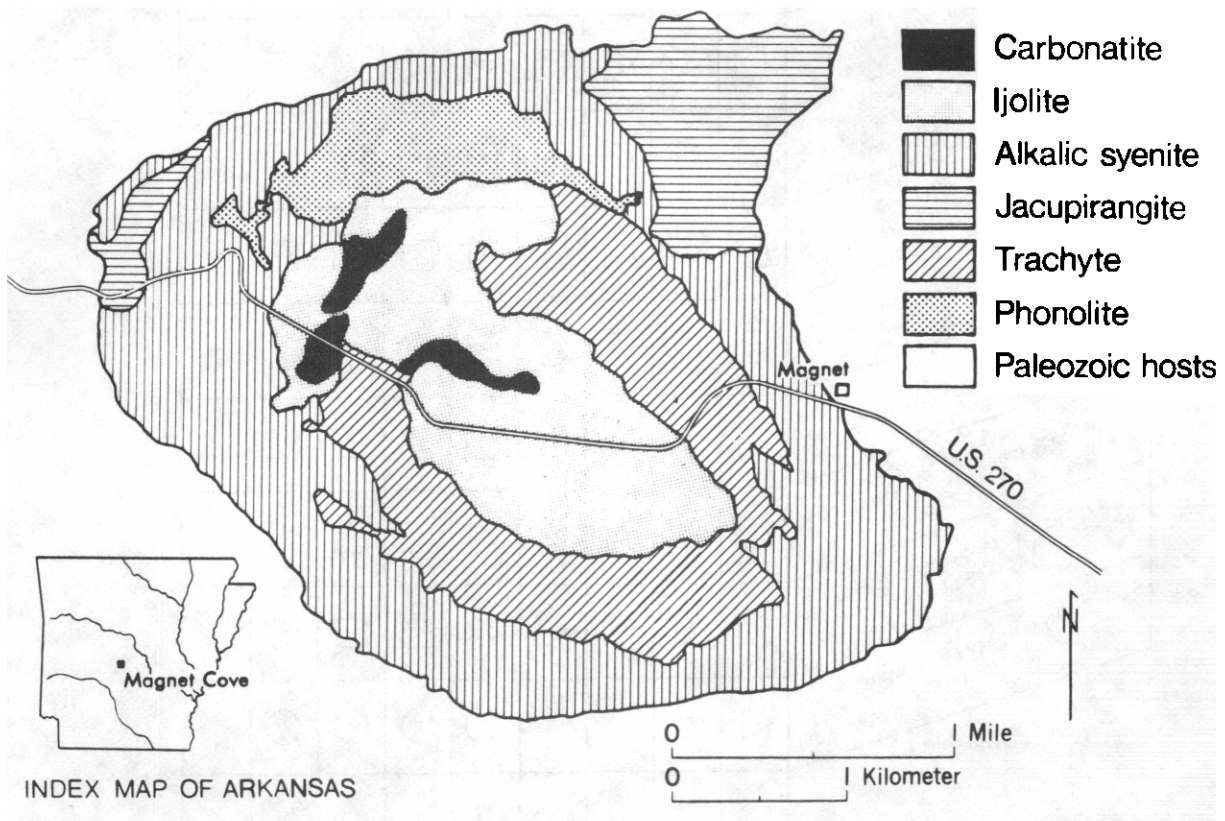 Carbonatite
Ijolite
Alkalic syenite
Jacupirangite
Trachyte
Phonolite
Paleozoic hosts
Magnet
U.S. 270
Magnet Cove
INDEX MAP OF ARKANSAS
N
0 1 Mile
0 1 Kilometer